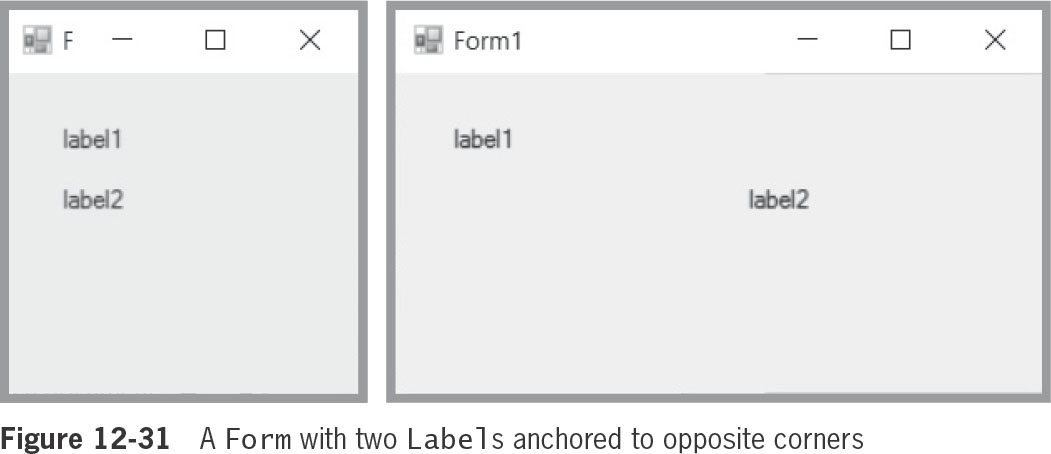 F
label1
label2
Form1
label1
label2
Figure 12-31 A Form with two Labels anchored to opposite corners